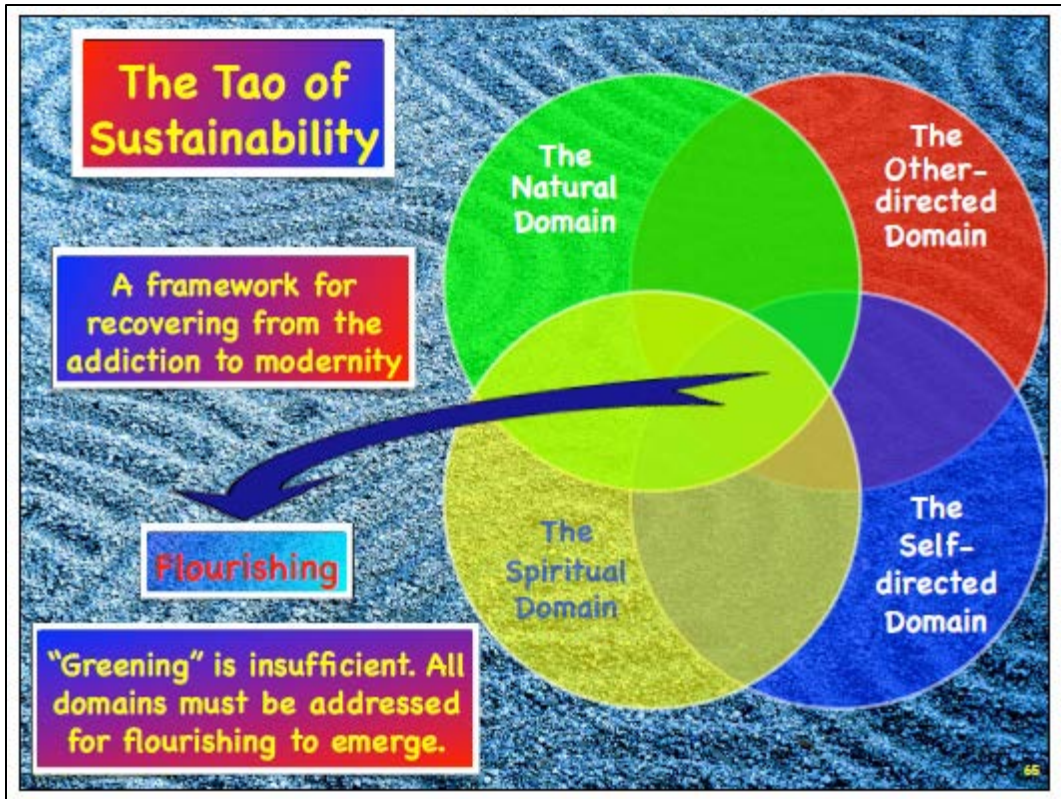 The Tao of
Sustainability
A framework for
recovering from the
addiction to modernity
Flourishing
"Greening" is insufficient. All
domains must be addressed
for flourishing to emerge.
The
Natural
Domain
The
Other-
directed
Domain
The
Spiritual
Domain
The
Self-
directed
Domain
65